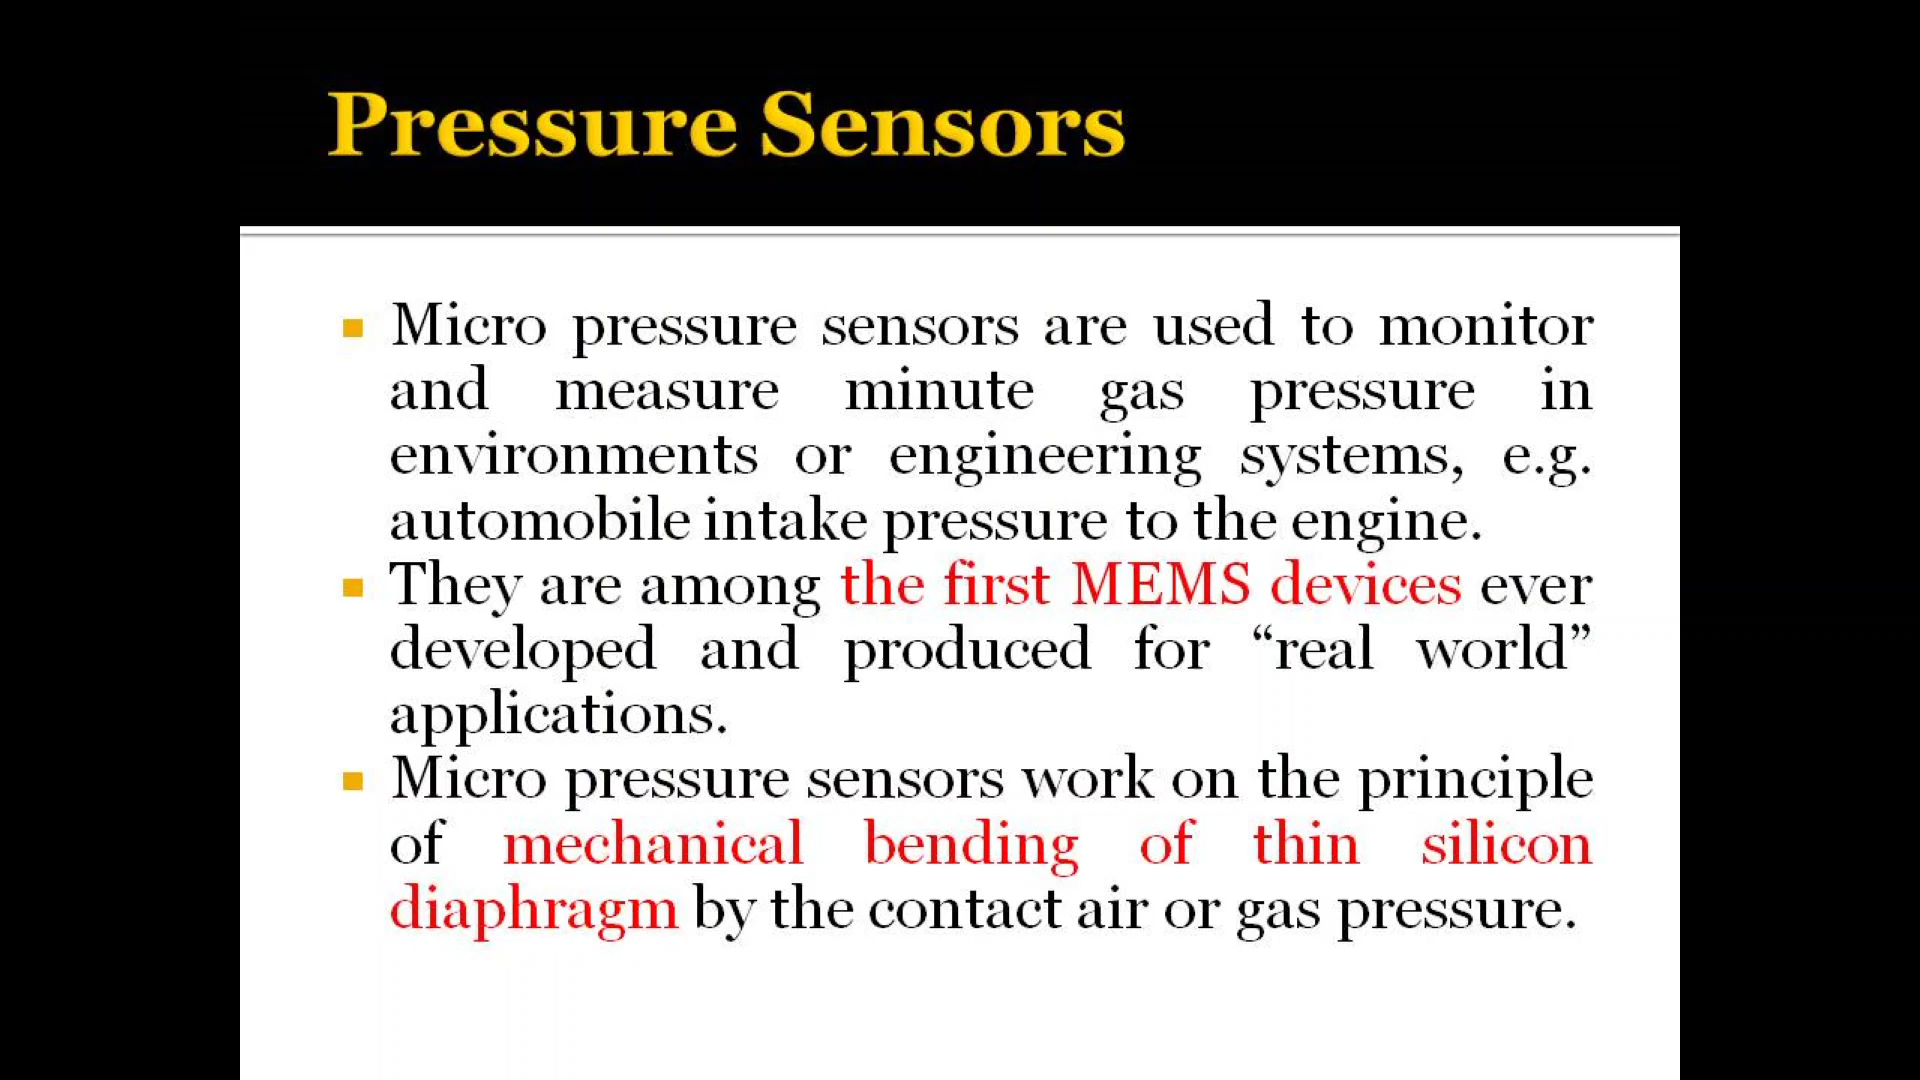 Pressure Sensors
Micro pressure sensors are used to monitor
and measure minute gas pressure in
environments or engineering systems, e.g.
automobile intake pressure to the engine.
They are among the first MEMS devices ever
developed and produced for “real world”
applications.
Micro pressure sensors work on the principle
of mechanical bending of thin silicon
diaphragm by the contact air or gas pressure.